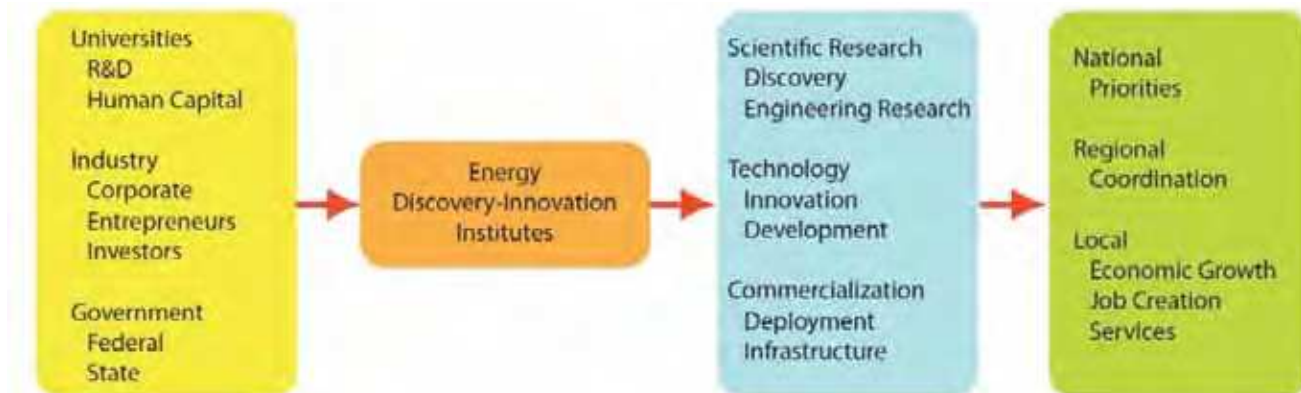 Universities
R&D
Human Capital
Industry
Corporate
Entrepreneurs
Investors
Government
Federal
State
Energy
Discovery-Innovation
Institutes
Scientific Research
Discovery
Engineering Research
Technology
Innovation
Development
Commercialization
Deployment
Infrastructure
National
Priorities
Regional
Coordination
Local
Economic Growth
Job Creation
Services